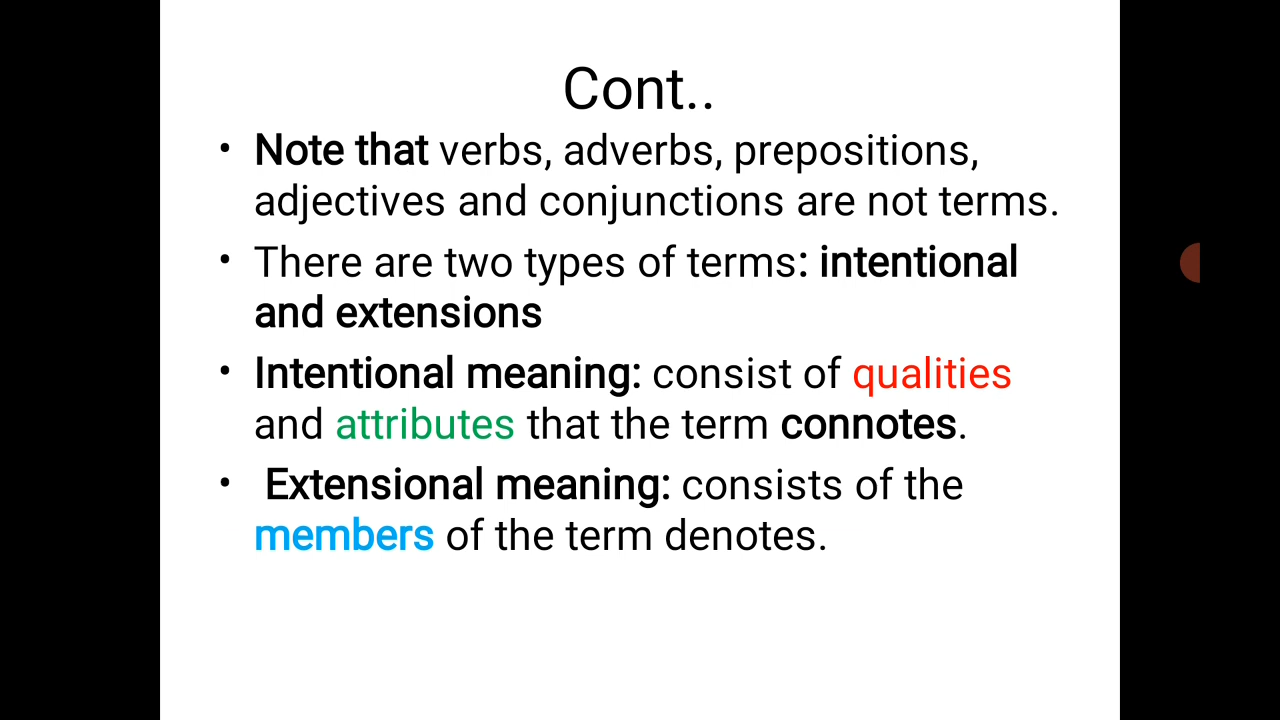 Cont..
• Note that verbs, adverbs, prepositions,
adjectives and conjunctions are not terms.
• There are two types of terms: intentional
and extensions
• Intentional meaning: consist of qualities
and attributes that the term connotes.
• Extensional meaning: consists of the
members of the term denotes.